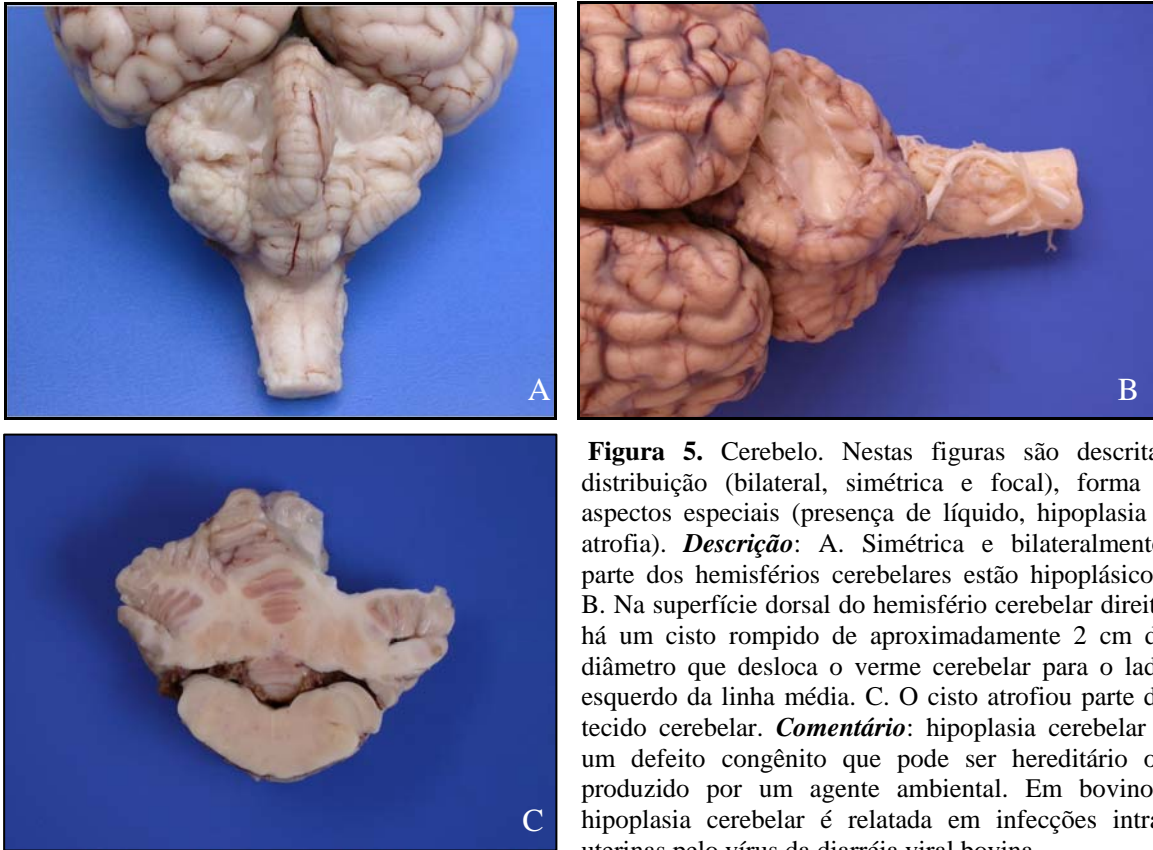 A
B
C
Figura 5. Cerebelo. Nestas figuras são descrita
distribuição (bilateral, simétrica e focal), forma
aspectos especiais (presença de líquido, hipoplasia
atrofia). Descrição: A. Simétrica e bilateralmente
parte dos hemisférios cerebelares estão hipoplásico
B. Na superfície dorsal do hemisfério cerebelar direit
há um cisto rompido de aproximadamente 2 cm d
diâmetro que desloca o verme cerebelar para o lad
esquerdo da linha média. C. O cisto atrofiou parte d
tecido cerebelar. Comentário: hipoplasia cerebelar
um defeito congênito que pode ser hereditário o
produzido por um agente ambiental. Em bovino
hipoplasia cerebelar é relatada em infecções intra
uterinas pelo vírus da diarréia viral bovina